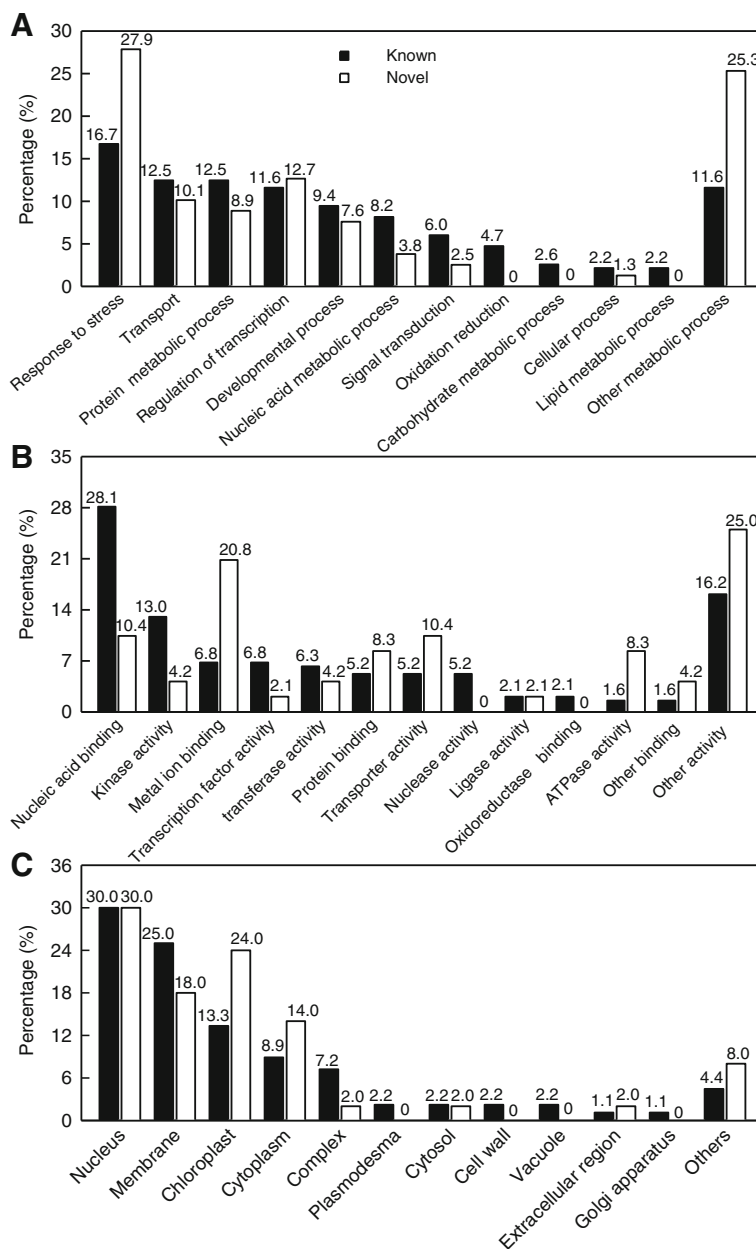 A
Percentage (%)
30
25
20
15
10
5
0
Known
Novel
16.7
27.9
12.5
10.1
12.5
8.9
11.6
12.7
9.4
7.6
8.2
3.8
6.0
2.5
4.7
0
2.6
0
2.2
1.3
2.2
0
11.6
25.3
Response to stress
Transport
Protein metabolic process
Regulation of transcription
Developmental process
Nucleic acid metabolic process
Signal transduction
Oxidation reduction
Carbohydrate metabolic process
Cellular process
Lipid metabolic process
Other metabolic process
B
Percentage (%)
35
28
21
14
7
0
28.1
10.4
13.0
4.2
6.8
20.8
6.8
2.1
6.3
4.2
5.2
8.3
5.2
10.4
5.2
0
2.1
2.1
2.1
0
1.6
8.3
1.6
4.2
16.2
25.0
Nucleic acid binding
Kinase activity
Metal ion binding
Transcription factor activity
transferase activity
Protein binding
Transporter activity
Nuclease activity
Ligase activity
Oxidoreductase binding
ATPase activity
Other binding
Other activity
C
Percentage (%)
36
30
24
18
12
6
0
30.0
30.0
25.0
18.0
13.3
24.0
8.9
14.0
7.2
2.0
2.2
0
2.2
2.0
2.2
0
2.2
0
1.1
2.0
1.1
0
4.4
8.0
Nucleus
Membrane
Chloroplast
Cytoplasm
Complex
Plasmodesma
Cytosol
Cell wall
Vacuole
Extracellular region
Golgi apparatus
Others